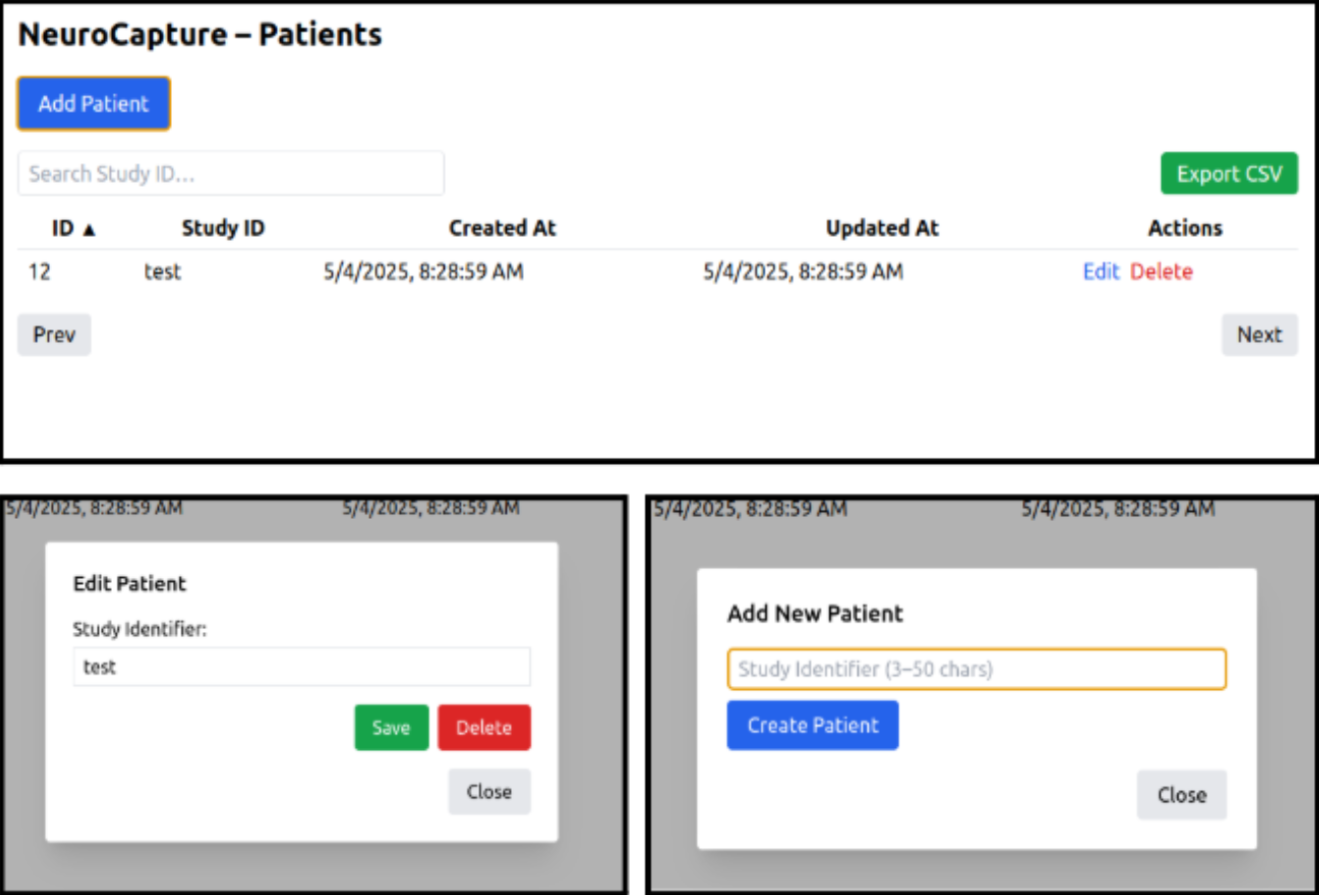 NeuroCapture – Patients
Add Patient
Search Study ID...
Export CSV
ID ▲ Study ID Created At Updated At Actions
12 test 5/4/2025, 8:28:59 AM 5/4/2025, 8:28:59 AM Edit Delete
Prev Next
5/4/2025, 8:28:59 AM 5/4/2025, 8:28:59 AM
Edit Patient
Study Identifier:
test
Save Delete
Close
5/4/2025, 8:28:59 AM 5/4/2025, 8:28:59 AM
Add New Patient
Study Identifier (3–50 chars)
Create Patient
Close